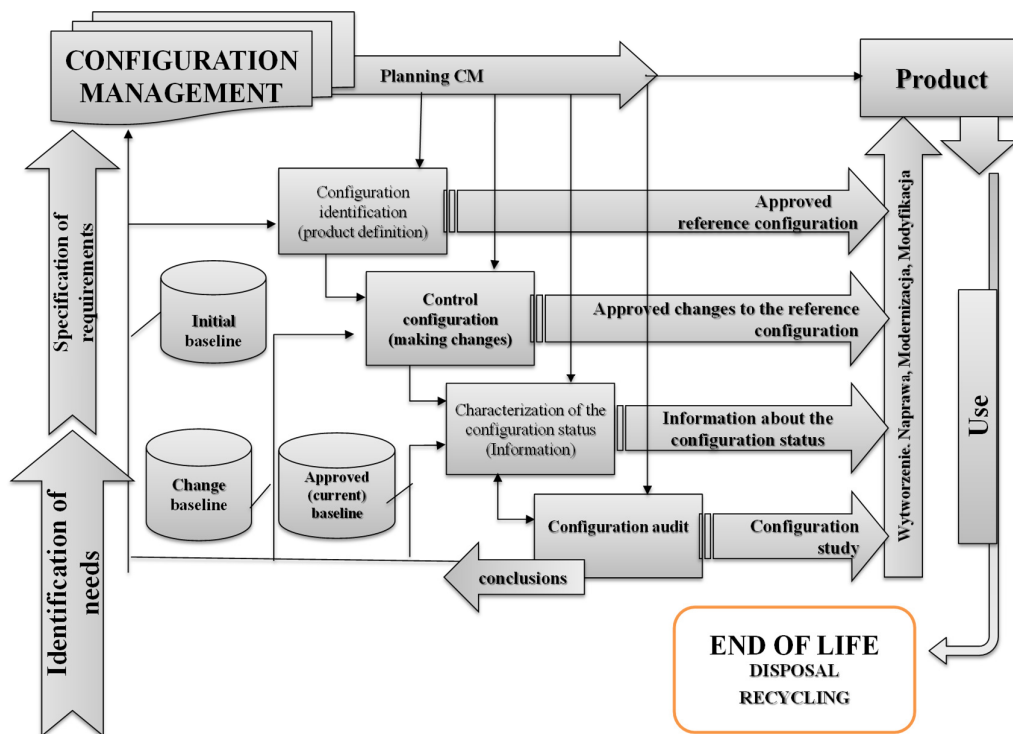 CONFIGURATION
MANAGEMENT
Planning CM
Product
Specification of
requirements
Configuration
identification
(product definition)
Approved
reference configuration
Initial
baseline
Control
configuration
(making changes)
Approved changes to the reference
configuration
Wytworzenie. Naprawa, Modernizacja, Modyfikacja
Use
Characterization of the
configuration status
(Information)
Information about the
configuration status
Identification of
needs
Change
baseline
Approved
(current)
baseline
Configuration audit
Configuration
study
conclusions
END OF LIFE
DISPOSAL
RECYCLING